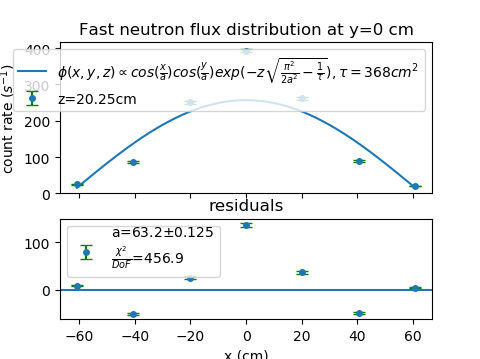 Fast neutron flux distribution at y=0 cm
400
300
200
100
0
count rate (s⁻¹)
ϕ(x, y, z) ∝ cos(x/a)cos(y/a)exp(−z√(π²/2a² − 1/τ), τ = 368cm²
z=20.25cm
residuals
100
0
a=63.2±0.125
χ²/DoF=456.9
−60 −40 −20 0 20 40 60
x (cm)